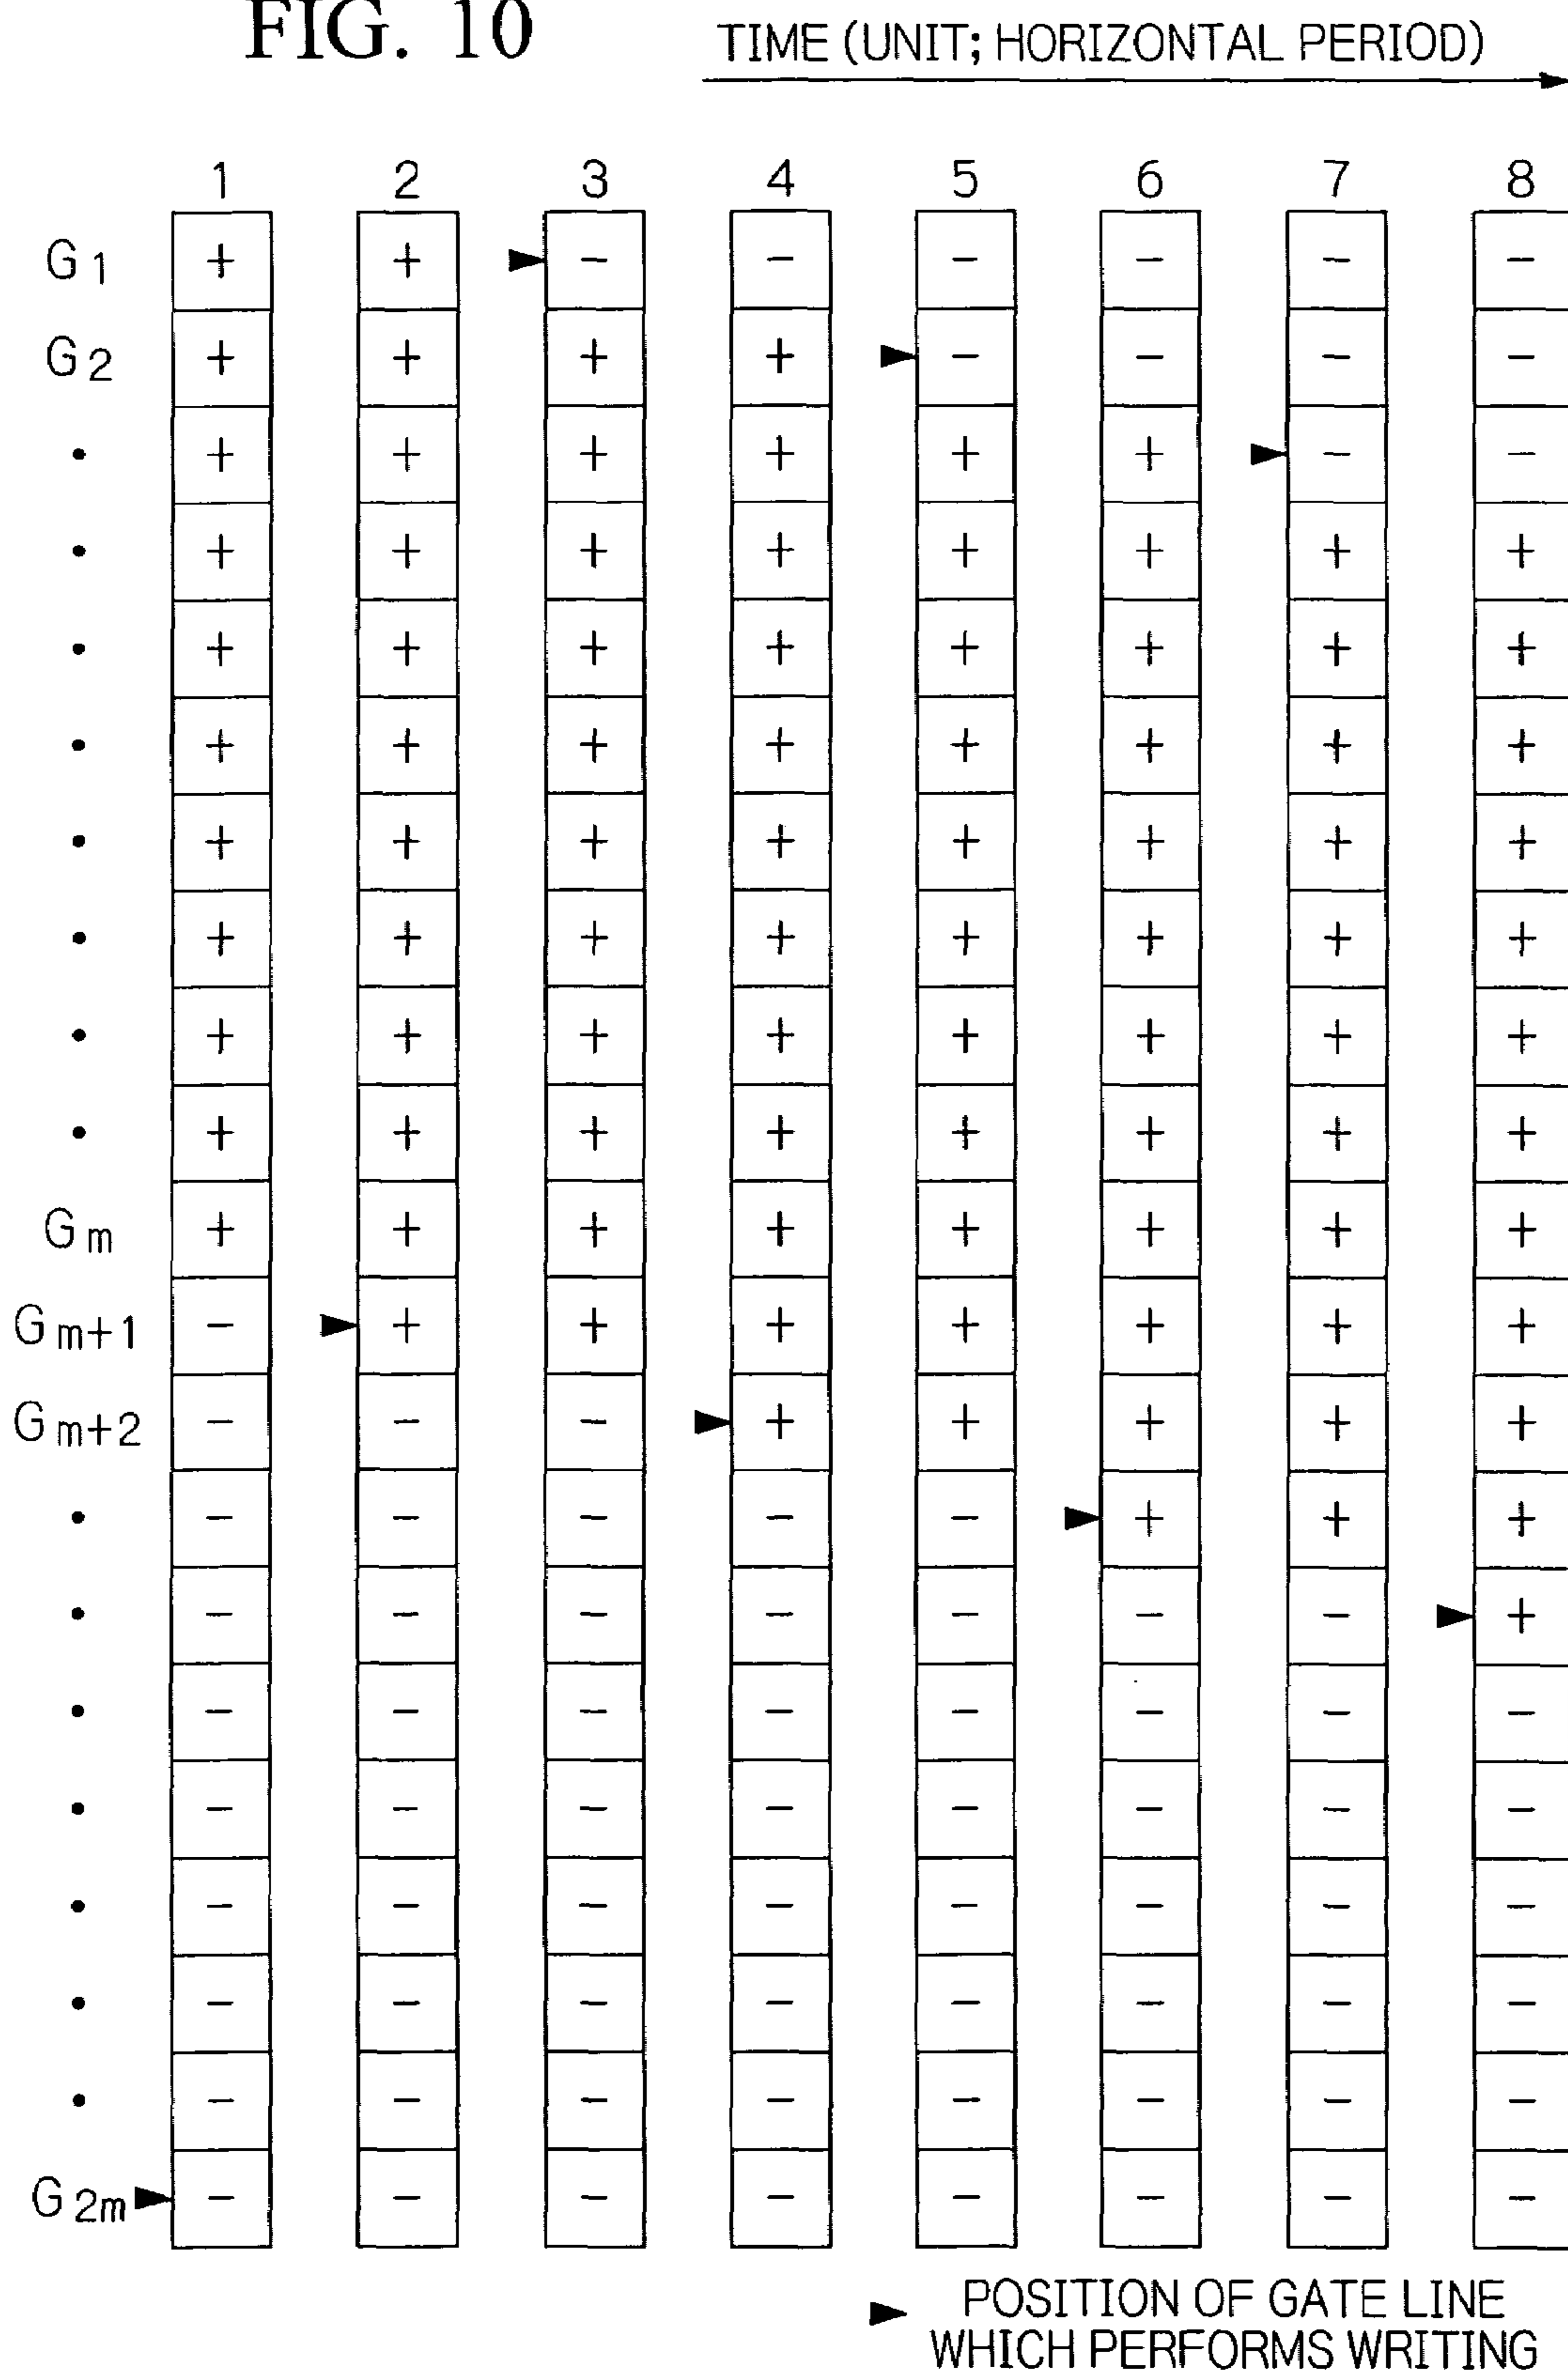 FIG. 10
TIME (UNIT; HORIZONTAL PERIOD)
1 2 3 4 5 6 7 8
G1 + + ► − − − − − −
G2 + + + + ► − − − −
• + + + + + + ► − −
• + + + + + + + +
• + + + + + + + +
• + + + + + + + +
• + + + + + + + +
• + + + + + + + +
• + + + + + + + +
• + + + + + + + +
Gm + + + + + + + +
Gm+1 − ► + + + + + + +
Gm+2 − − − ► + + + + +
• − − − − − ► + + +
• − − − − − − − ► +
• − − − − − − − −
• − − − − − − − −
• − − − − − − − −
• − − − − − − − −
• − − − − − − − −
G2m ► − − − − − − − −
► POSITION OF GATE LINE
WHICH PERFORMS WRITING